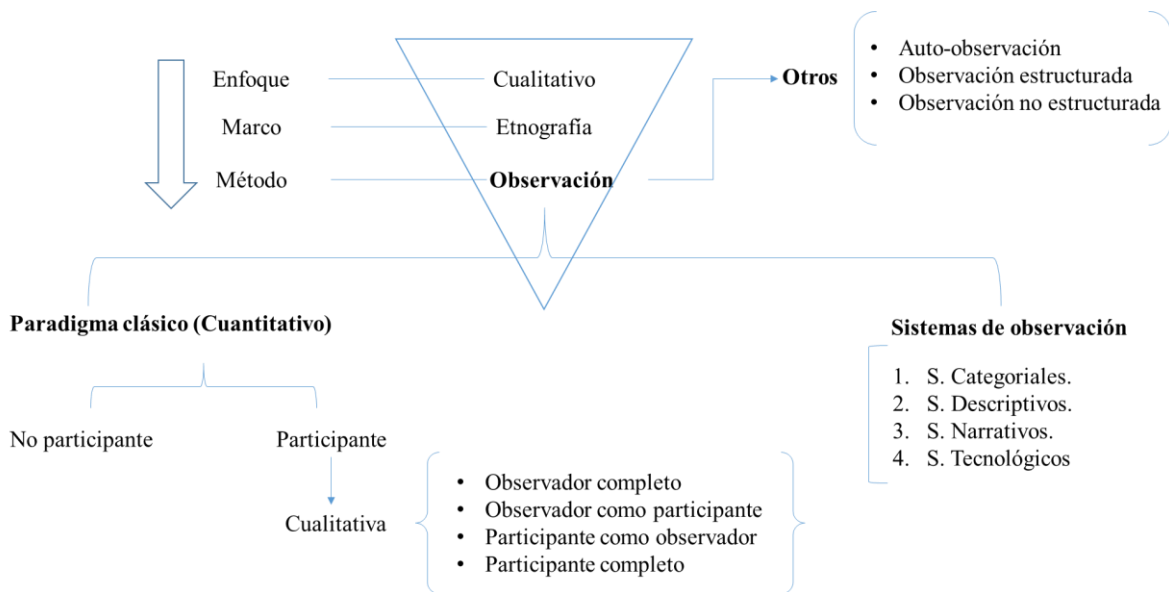 Enfoque
Cualitativo
Marco
Etnografía
Método
Observación
Otros
• Auto-observación
• Observación estructurada
• Observación no estructurada
Paradigma clásico (Cuantitativo)
No participante
Participante
Cualitativa
• Observador completo
• Observador como participante
• Participante como observador
• Participante completo
Sistemas de observación
1. S. Categoriales.
2. S. Descriptivos.
3. S. Narrativos.
4. S. Tecnológicos